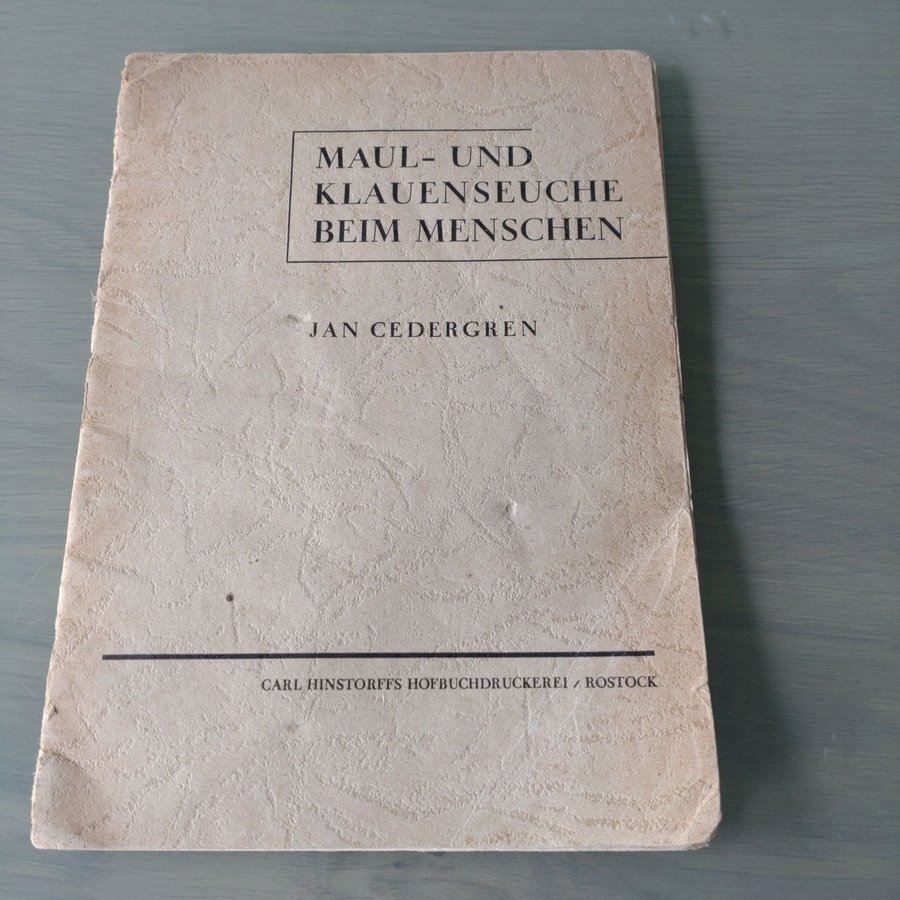 MAUL- UND
KLAUENSEUCHE
BEIM MENSCHEN
JAN CEDERGREN
CARL HINSTORFFS HOFBUCHDRUCKEREI / ROSTOCK